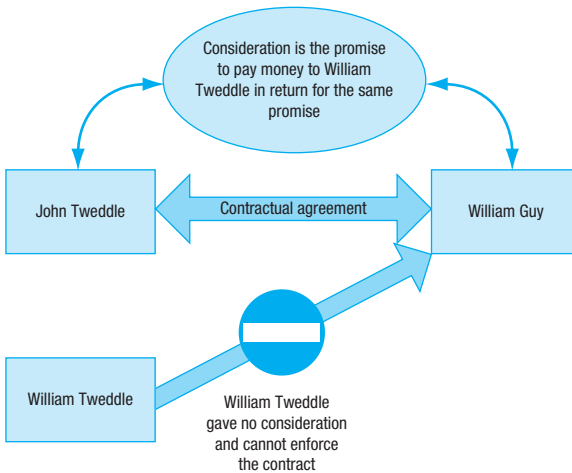 Consideration is the promise
to pay money to William
Tweddle in return for the same
promise
John Tweddle
Contractual agreement
William Guy
William Tweddle
William Tweddle
gave no consideration
and cannot enforce
the contract